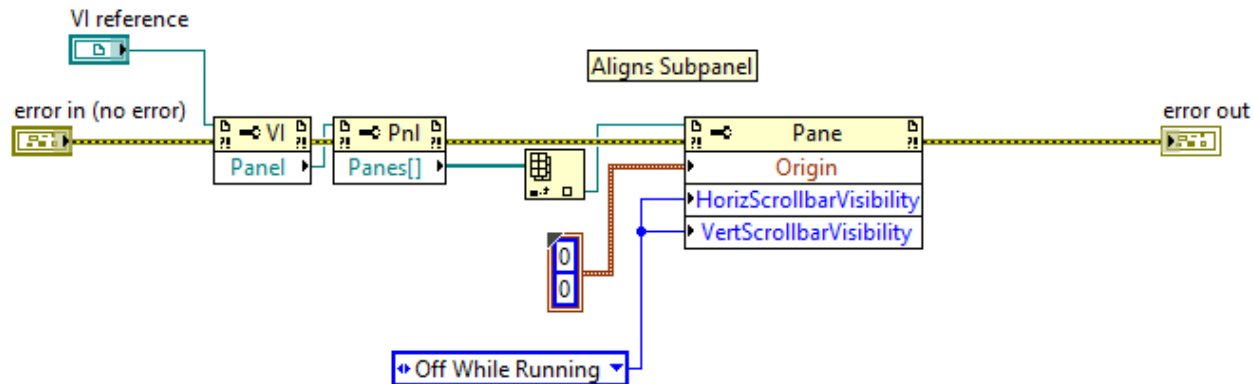 VI reference
Aligns Subpanel
error in (no error)
error out
VI
Pnl
Pane
Panel
Panes[]
Origin
HorizScrollbarVisibility
VertScrollbarVisibility
0
0
Off While Running